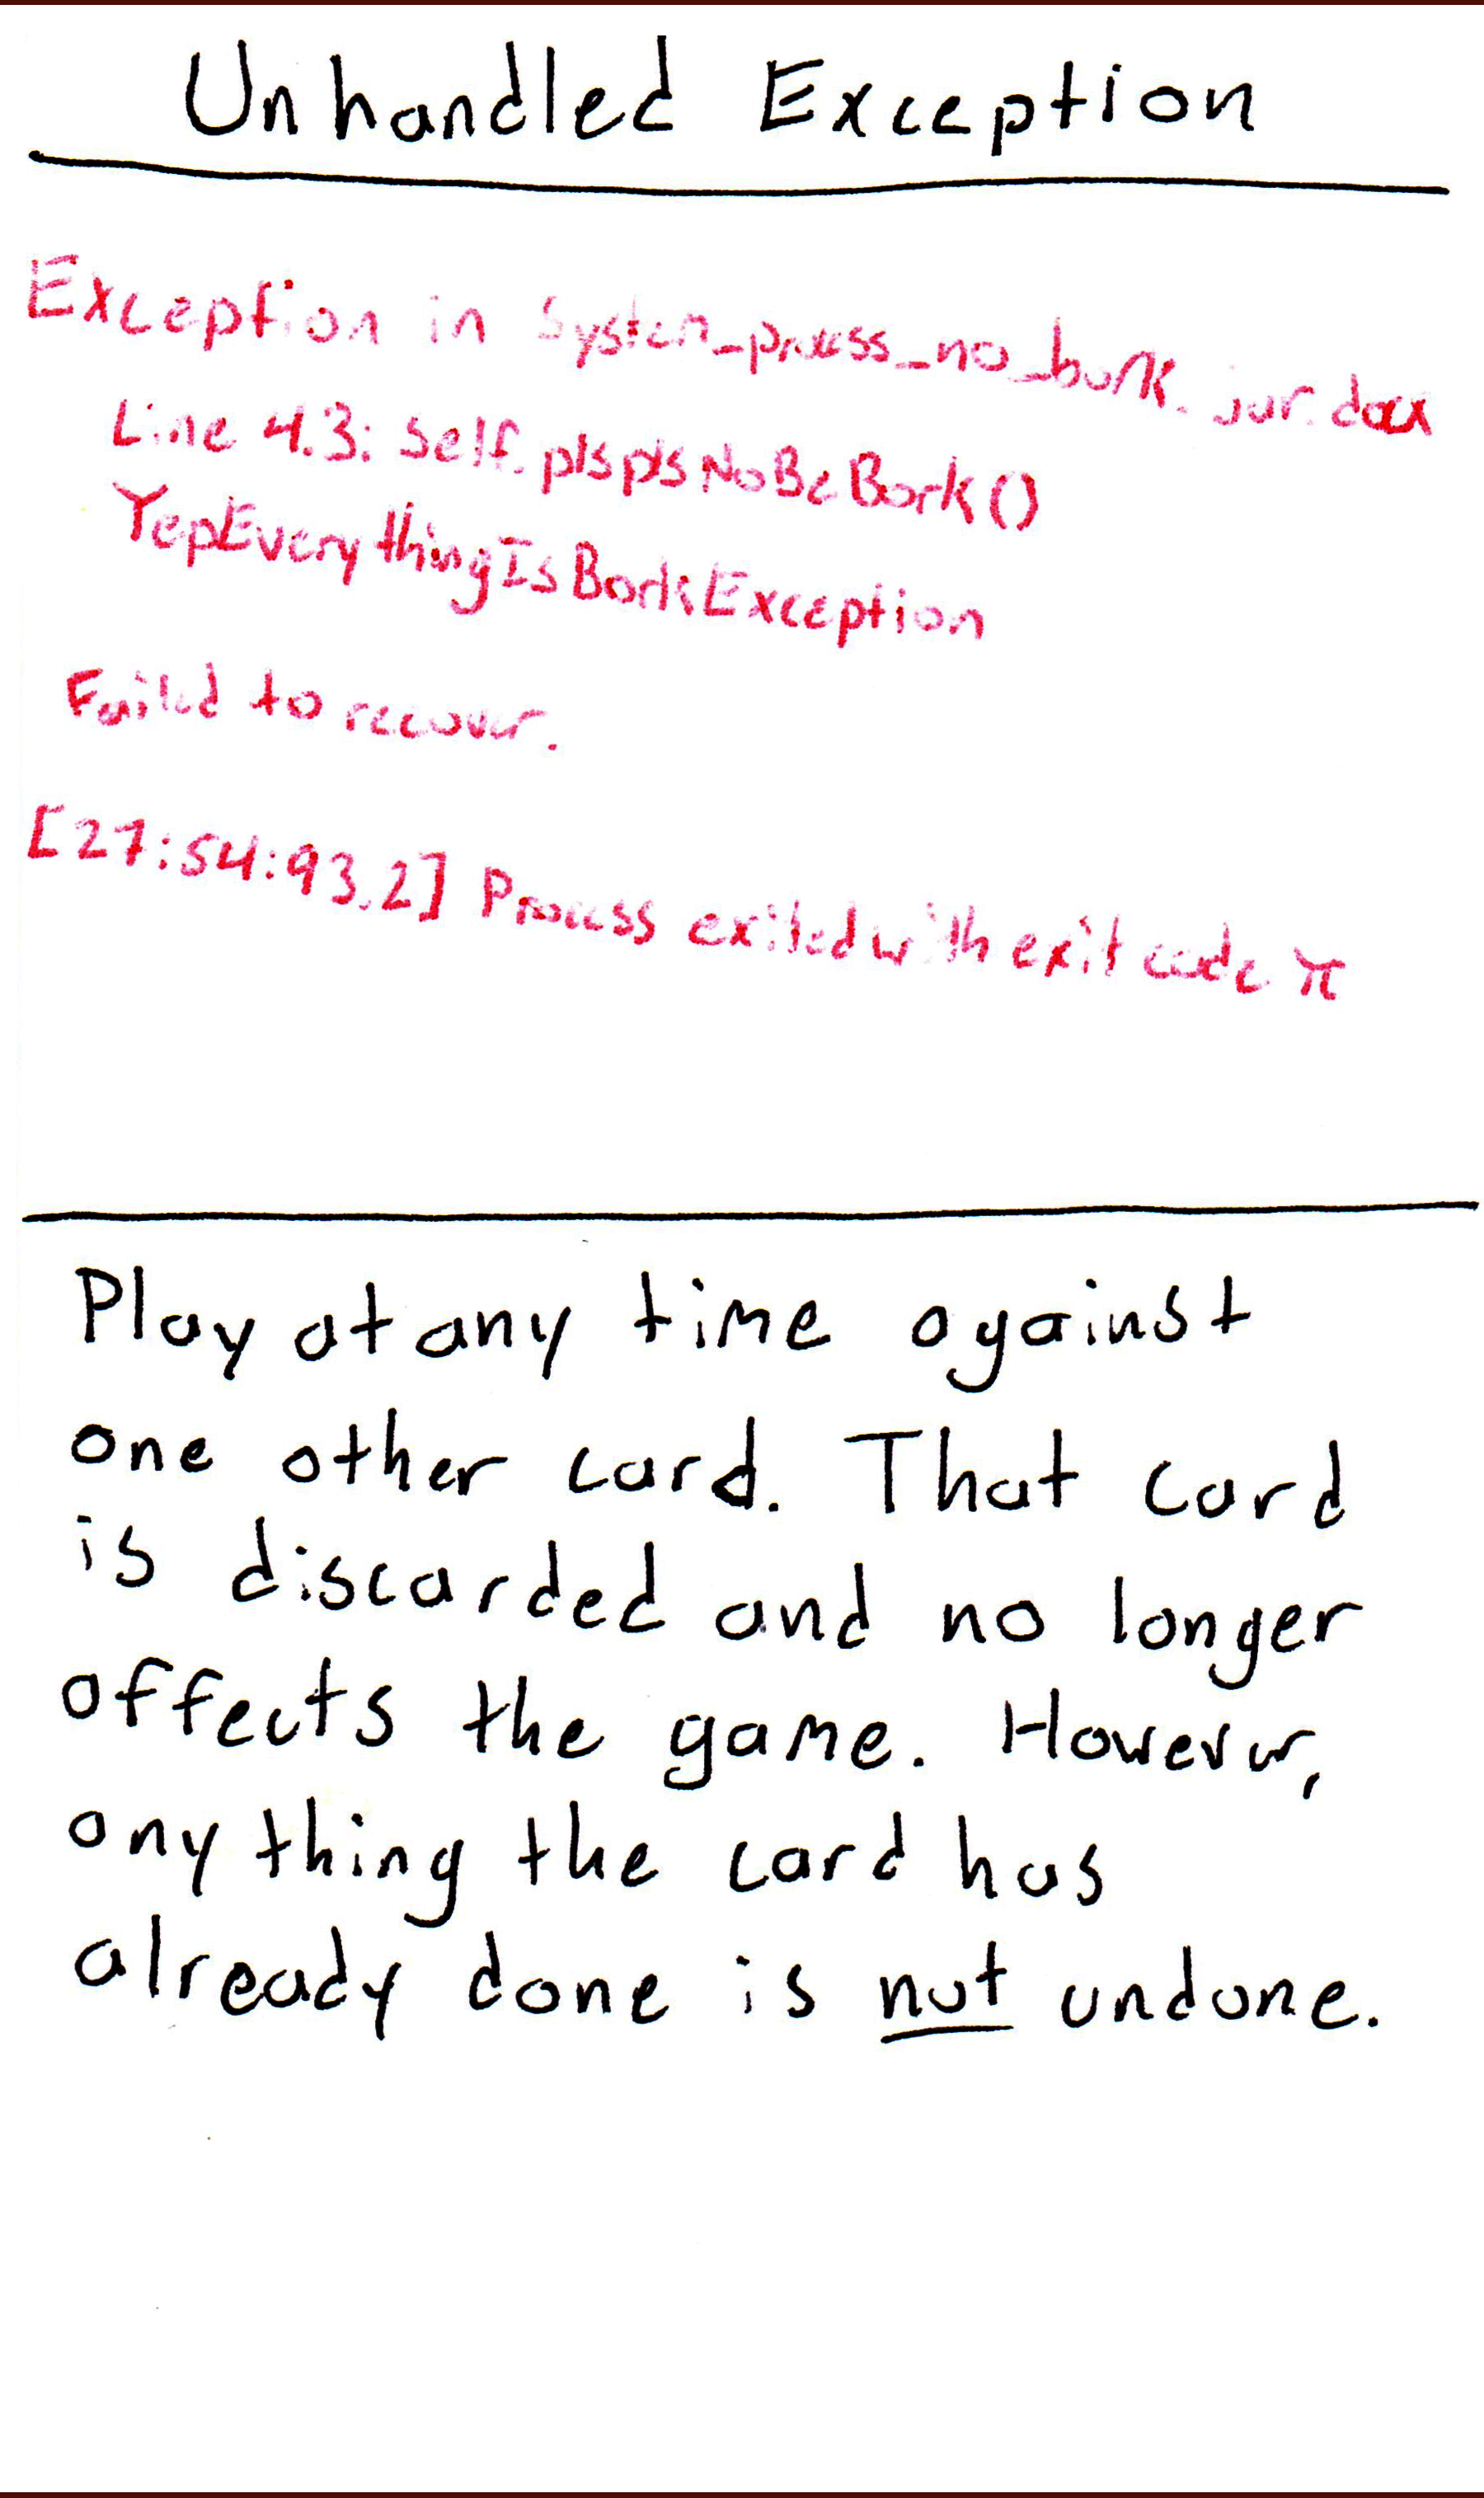 Unhandled Exception
Exception in System_process_no_bork.jar.docx
Line 4.3: Self.plsplsNoBeBork()
YepEverythingIsBorkException
Failed to recover.
[27:54:93.2] Process exited with exit code π
Play at any time against
one other card. That card
is discarded and no longer
affects the game. However,
anything the card has
already done is not undone.